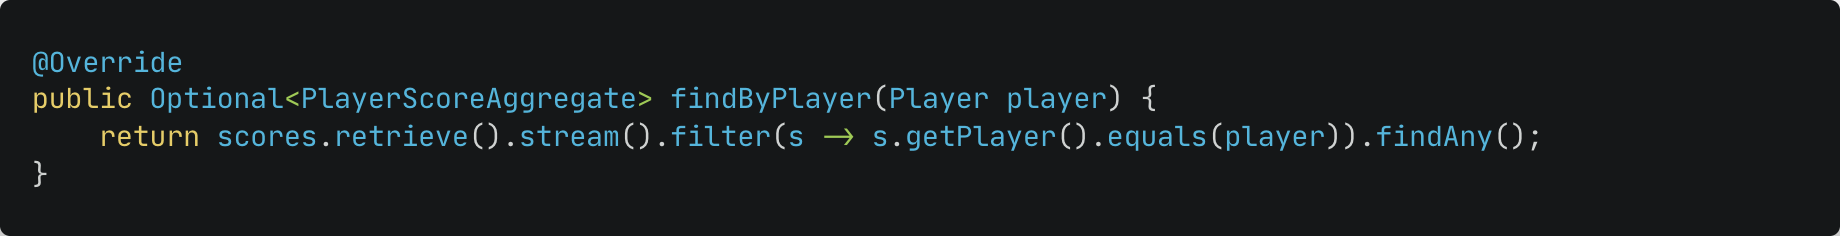 @Override
public Optional<PlayerScoreAggregate> findByPlayer(Player player) {
    return scores.retrieve().stream().filter(s -> s.getPlayer().equals(player)).findAny();
}